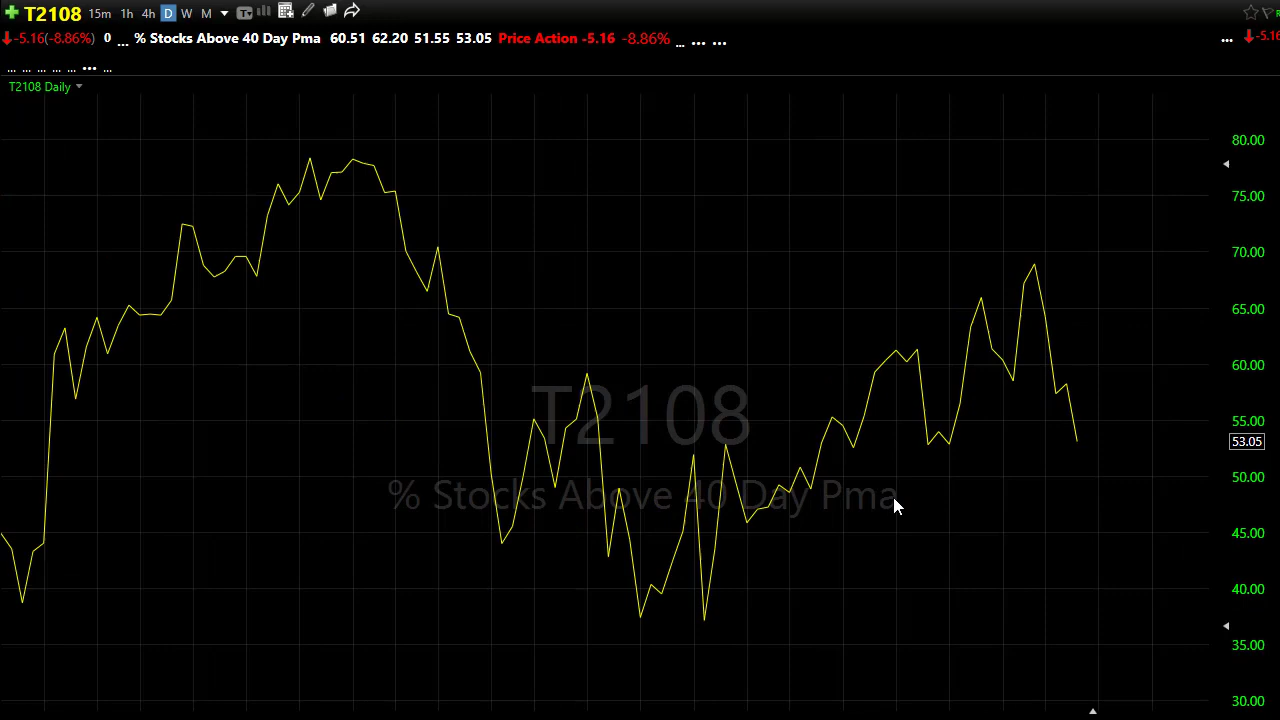 T2108 15m 1h 4h D W M
-5.16(-8.86%) 0 ... % Stocks Above 40 Day Pma 60.51 62.20 51.55 53.05 Price Action -5.16 -8.86% ... ... ... ... -5.16
... ... ... ... ... ... ...
T2108 Daily
80.00
75.00
70.00
65.00
60.00
55.00
53.05
50.00
45.00
40.00
35.00
30.00
T2108
% Stocks Above 40 Day Pma